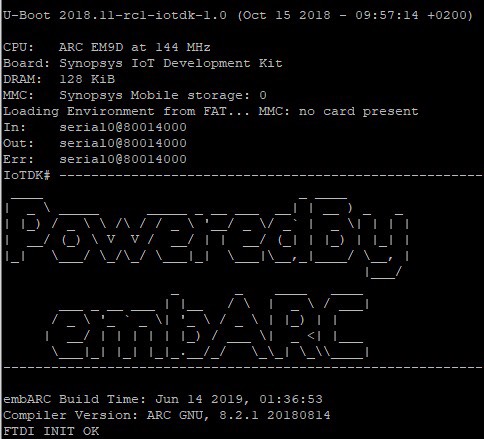 U-Boot 2018.11-rc1-iotdk-1.0 (Oct 15 2018 - 09:57:14 +0200)
CPU:   ARC EM9D at 144 MHz
Board: Synopsys IoT Development Kit
DRAM:  128 KiB
MMC:   Synopsys Mobile storage: 0
Loading Environment from FAT... MMC: no card present
In:    serial0@80014000
Out:   serial0@80014000
Err:   serial0@80014000
IoTDK# -----------------------------------------------------
PoweredBy
embARC
------------------------------------------------------------
embARC Build Time: Jun 14 2019, 01:36:53
Compiler Version: ARC GNU, 8.2.1 20180814
FTDI INIT OK